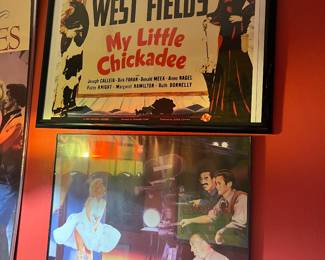 WEST FIELDS
My Little
Chickadee
Joseph CALLEIA · Dick FORAN · Donald MEEK · Anne NAGEL
Fuzzy KNIGHT · Margaret HAMILTON · Ruth DONNELLY
ES